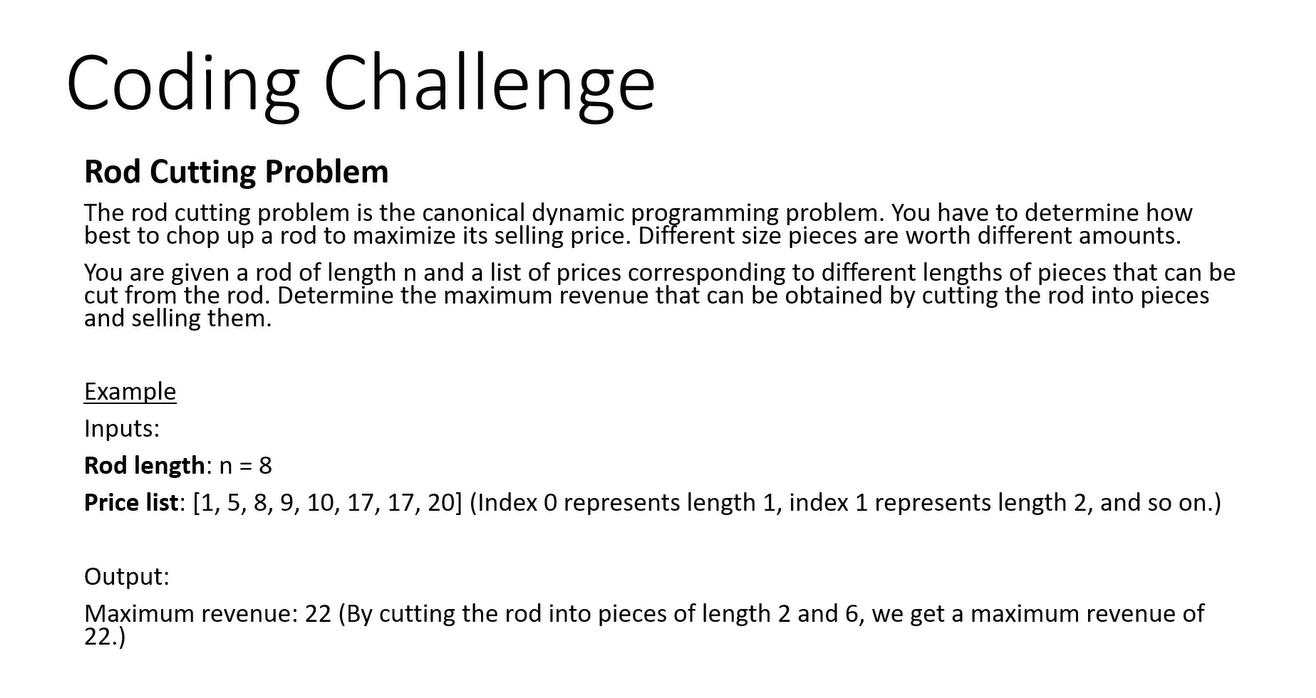 Coding Challenge
Rod Cutting Problem
The rod cutting problem is the canonical dynamic programming problem. You have to determine how
best to chop up a rod to maximize its selling price. Different size pieces are worth different amounts.
You are given a rod of length n and a list of prices corresponding to different lengths of pieces that can be
cut from the rod. Determine the maximum revenue that can be obtained by cutting the rod into pieces
and selling them.
Example
Inputs:
Rod length: n = 8
Price list: [1, 5, 8, 9, 10, 17, 17, 20] (Index 0 represents length 1, index 1 represents length 2, and so on.)
Output:
Maximum revenue: 22 (By cutting the rod into pieces of length 2 and 6, we get a maximum revenue of
22.)